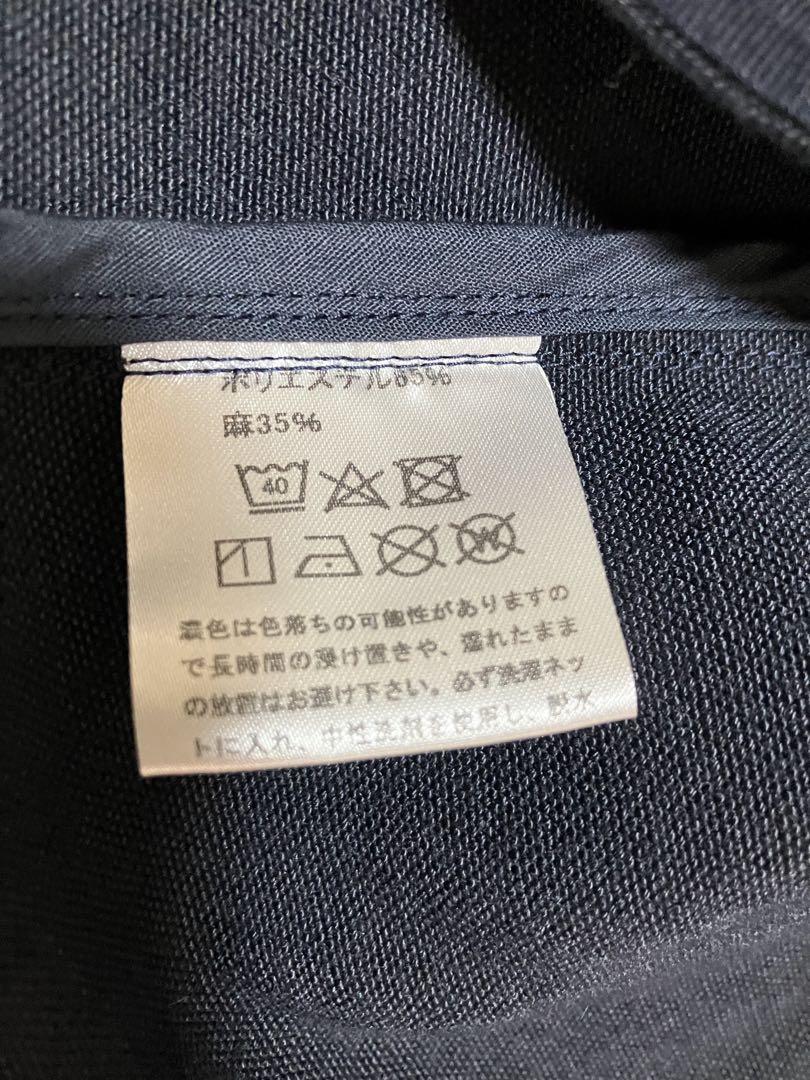 ポリエステル65%
麻35%
40
W
濃色は色落ちの可能性がありますの
で長時間の浸け置きや、濡れたまま
の放置はお避け下さい。必ず洗濯ネッ
トに入れ、中性洗剤を使用し、脱水